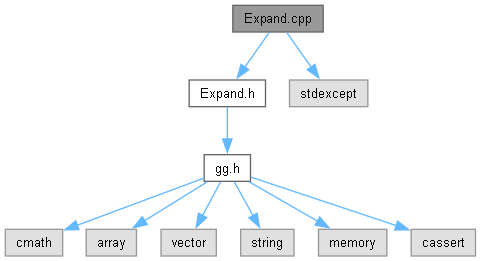 Expand.cpp
Expand.h
stdexcept
gg.h
cmath
array
vector
string
memory
cassert